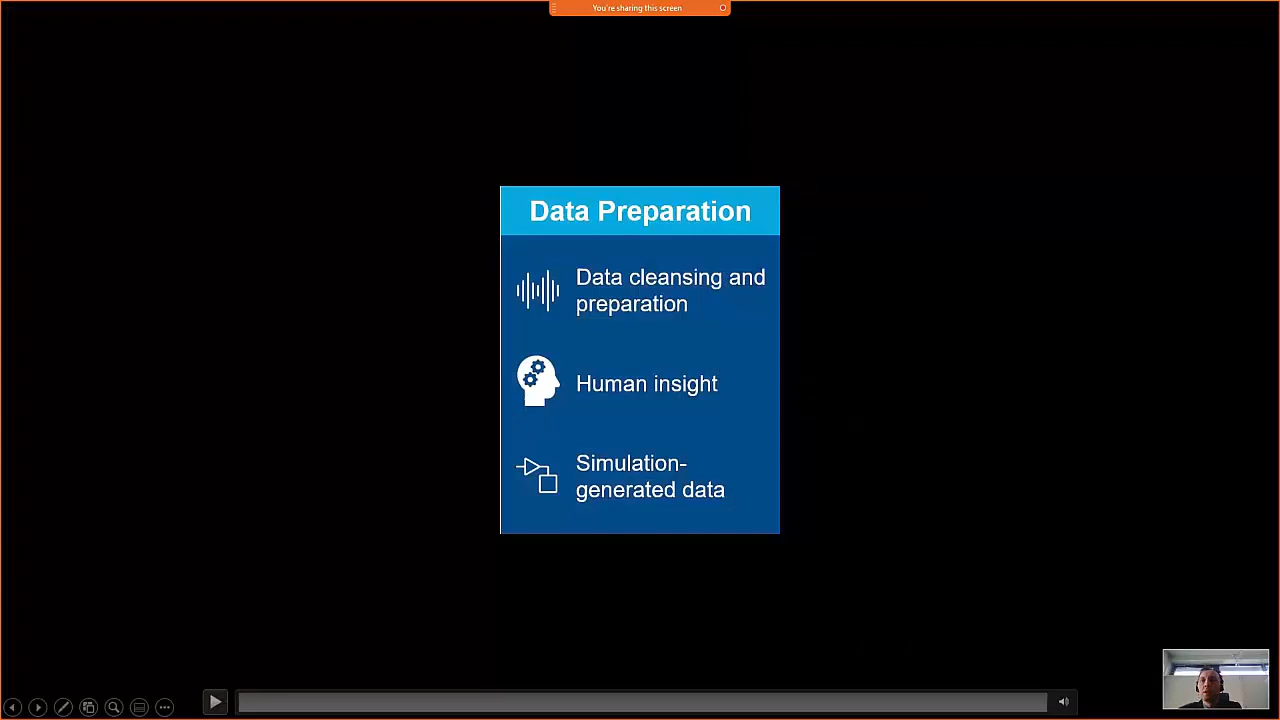 You're sharing this screen
Data Preparation
Data cleansing and
preparation
Human insight
Simulation-
generated data